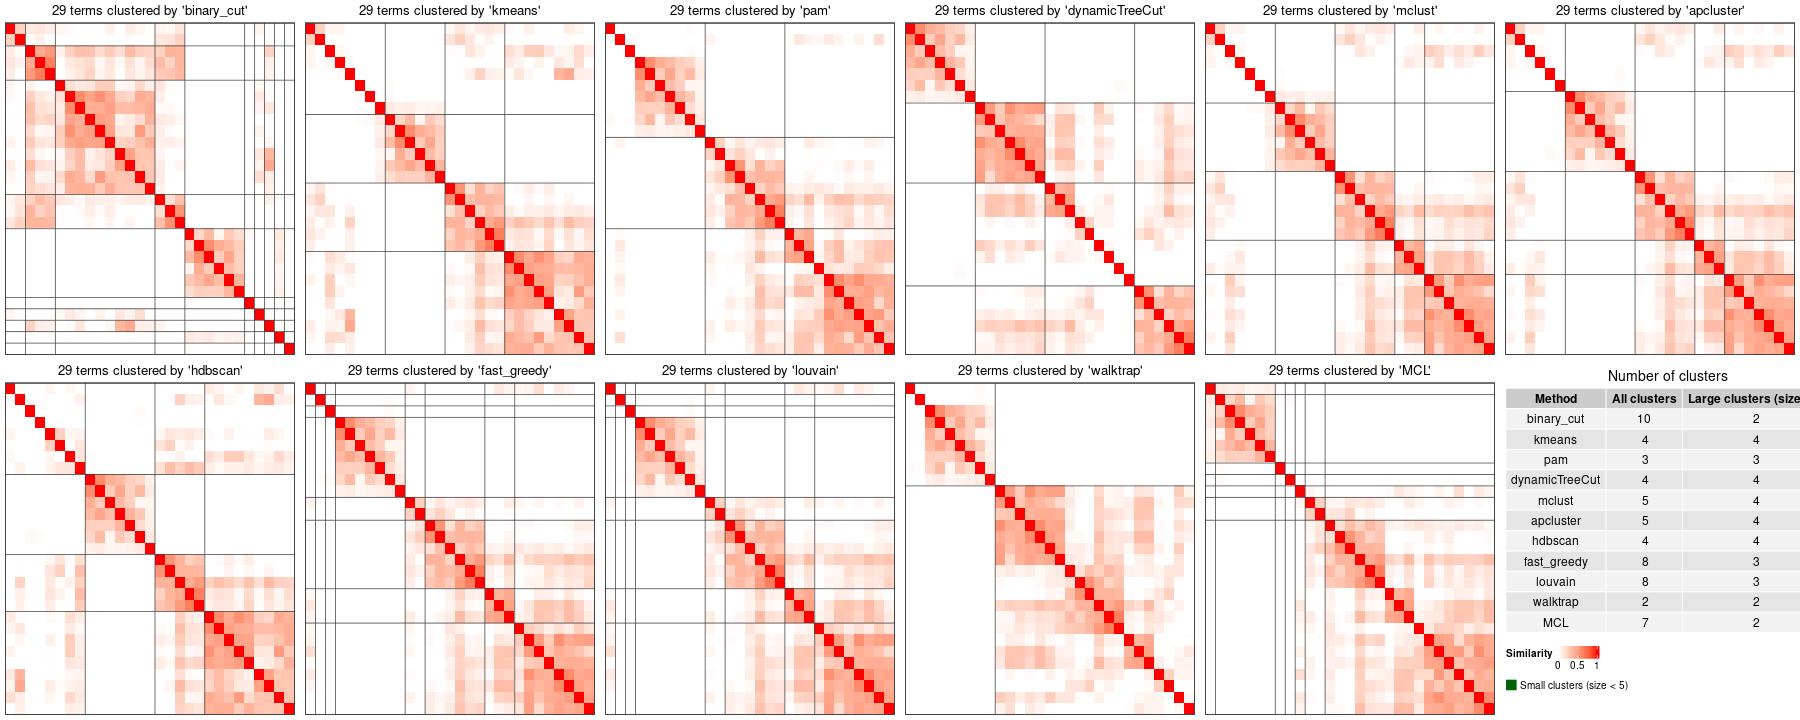 29 terms clustered by 'binary_cut'
29 terms clustered by 'kmeans'
29 terms clustered by 'pam'
29 terms clustered by 'dynamicTreeCut'
29 terms clustered by 'mclust'
29 terms clustered by 'apcluster'
29 terms clustered by 'hdbscan'
29 terms clustered by 'fast_greedy'
29 terms clustered by 'louvain'
29 terms clustered by 'walktrap'
29 terms clustered by 'MCL'
Number of clusters
Method All clusters Large clusters (size
binary_cut 10 2
kmeans 4 4
pam 3 3
dynamicTreeCut 4 4
mclust 5 4
apcluster 5 4
hdbscan 4 4
fast_greedy 8 3
louvain 8 3
walktrap 2 2
MCL 7 2
Similarity
0 0.5 1
Small clusters (size < 5)